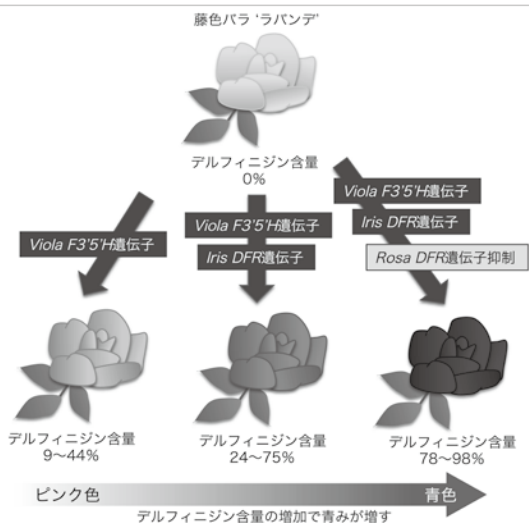 藤色バラ ‘ラバンデ’
デルフィニジン含量
0%
Viola F3’5’H遺伝子
Viola F3’5’H遺伝子
Iris DFR遺伝子
Viola F3’5’H遺伝子
Iris DFR遺伝子
Rosa DFR遺伝子抑制
デルフィニジン含量
9〜44%
デルフィニジン含量
24〜75%
デルフィニジン含量
78〜98%
ピンク色
青色
デルフィニジン含量の増加で青みが増す